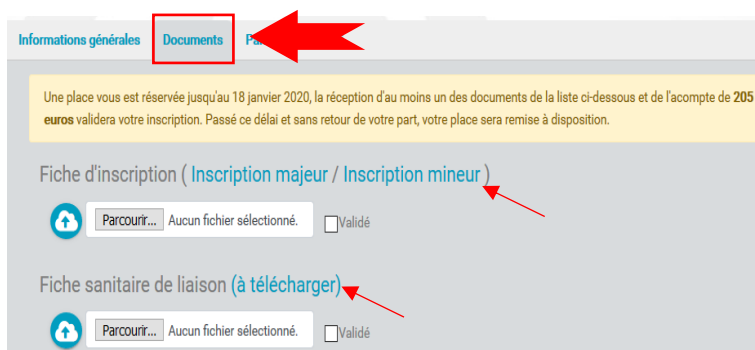 Informations générales Documents
Une place vous est réservée jusqu'au 18 janvier 2020, la réception d'au moins un des documents de la liste ci-dessous et de l'acompte de 205
euros validera votre inscription. Passé ce délai et sans retour de votre part, votre place sera remise à disposition.
Fiche d'inscription ( Inscription majeur / Inscription mineur )
Parcourir... Aucun fichier sélectionné. Validé
Fiche sanitaire de liaison (à télécharger)
Parcourir... Aucun fichier sélectionné. Validé